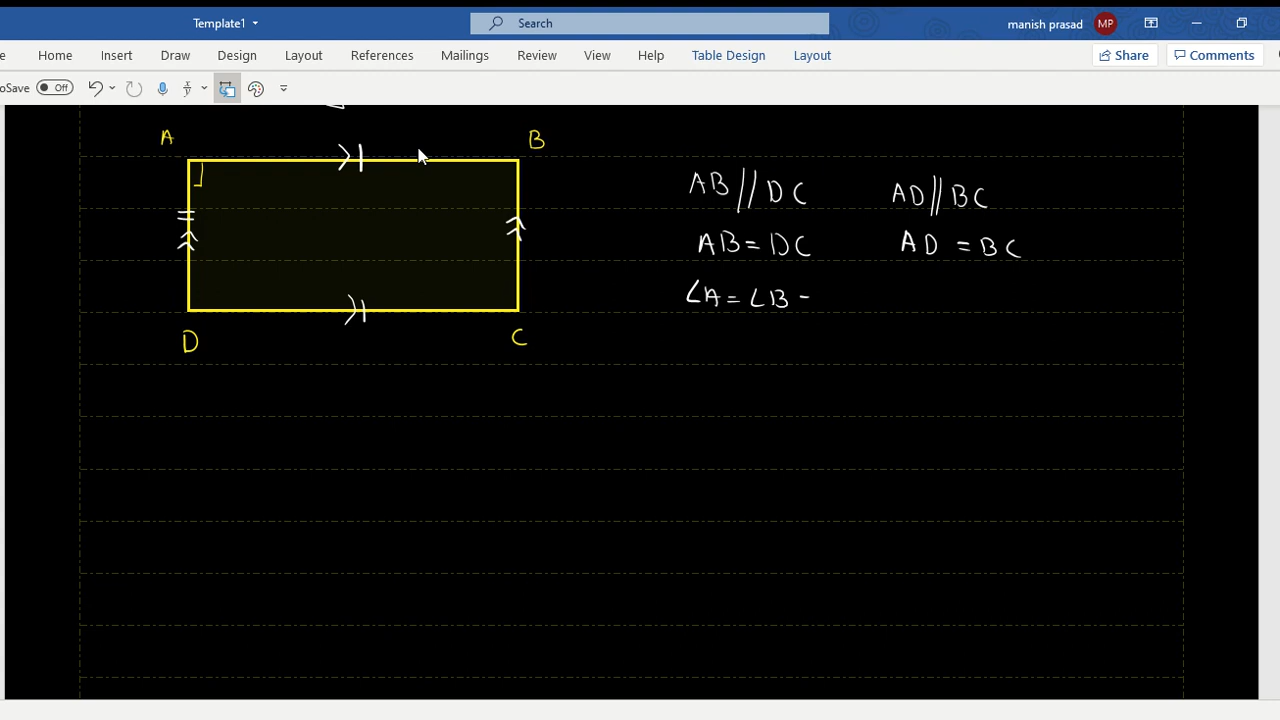 Template1
Search
manish prasad MP
Home Insert Draw Design Layout References Mailings Review View Help Table Design Layout Share Comments
oSave Off
A B
AB // DC AD // BC
AB = DC AD = BC
∠A = ∠B -
D C